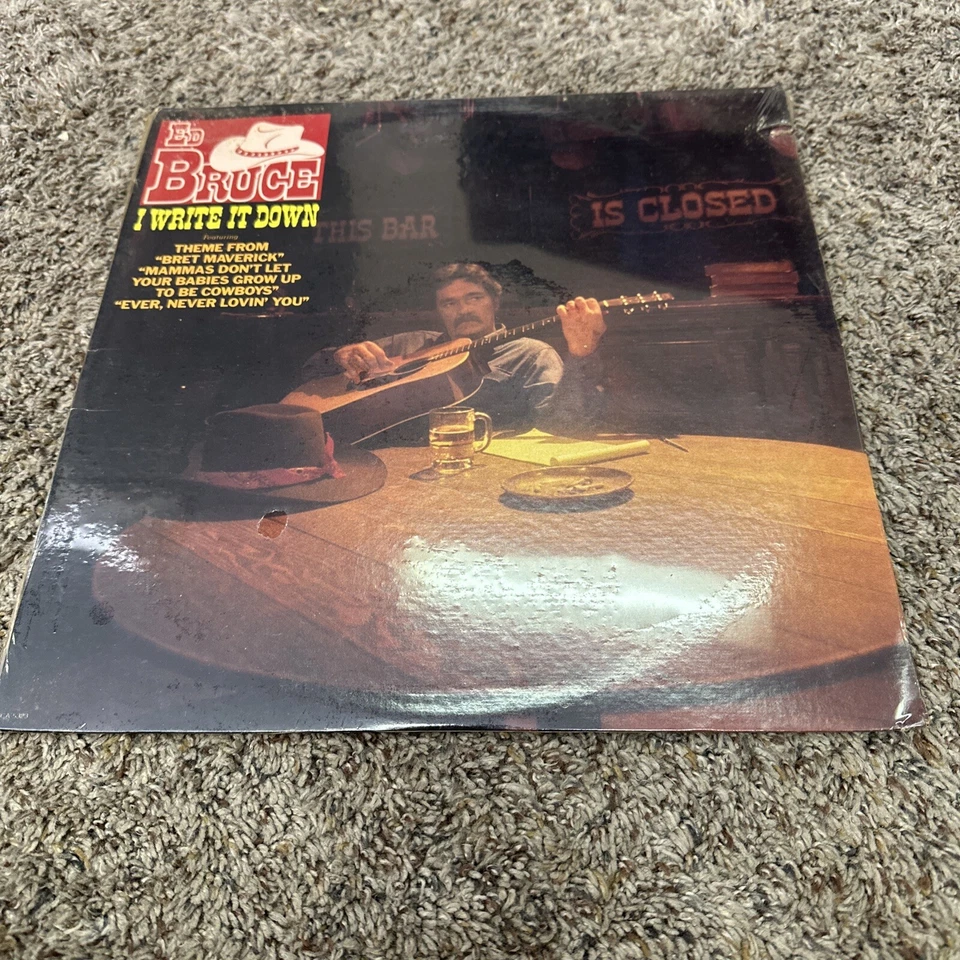 ED
BRUCE
I WRITE IT DOWN
Featuring
THEME FROM
"BRET MAVERICK"
"MAMMAS DON'T LET
YOUR BABIES GROW UP
TO BE COWBOYS"
"EVER, NEVER LOVIN' YOU"
THIS BAR
IS CLOSED